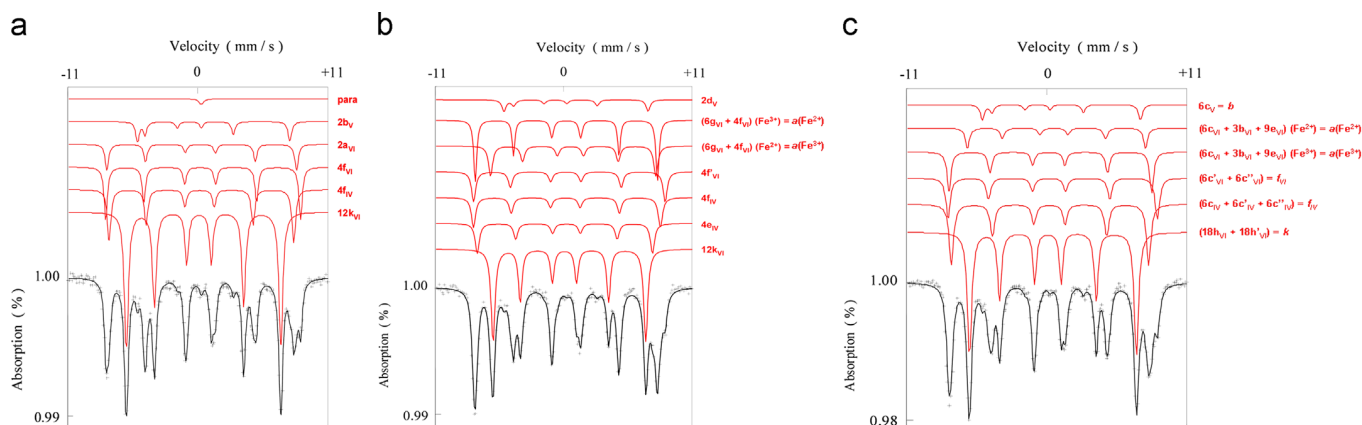 a
Velocity ( mm / s )
-11 0 +11
para
2bV
2aVI
4fVI
4fIV
12kVI
1.00
Absorption ( % )
0.99
b
Velocity ( mm / s )
-11 0 +11
2dV
(6gVI + 4fVI) (Fe3+) = a(Fe2+)
(6gVI + 4fVI) (Fe2+) = a(Fe3+)
4f'VI
4fIV
4eIV
12kVI
1.00
Absorption ( % )
0.99
c
Velocity ( mm / s )
-11 0 +11
6cV = b
(6cVI + 3bVI + 9eVI) (Fe2+) = a(Fe2+)
(6cVI + 3bVI + 9eVI) (Fe3+) = a(Fe3+)
(6c'VI + 6c''VI) = fVI
(6cIV + 6c'IV + 6c''IV) = fIV
(18hVI + 18h'VI) = k
1.00
Absorption ( % )
0.98